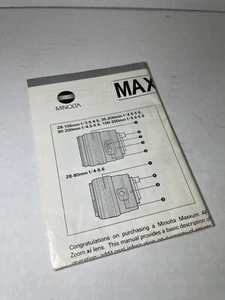 MINOLTA
MAX
28-105mm f/3.5-4.5, 35-200mm f/4.5-5.6,
80-200mm f/4.5-5.6, 100-300mm f/4.5-5.6
28-80mm f/4-5.6
Congratulations on purchasing a Minolta Maxxum AF
Zoom xi lens. This manual provides a basic description of